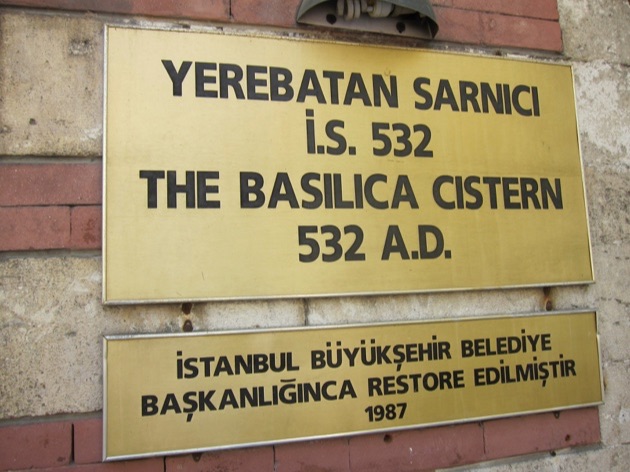 YEREBATAN SARNICI
İ.S. 532
THE BASILICA CISTERN
532 A.D.
İSTANBUL BÜYÜKŞEHİR BELEDİYE
BAŞKANLIĞINCA RESTORE EDİLMİŞTİR
1987